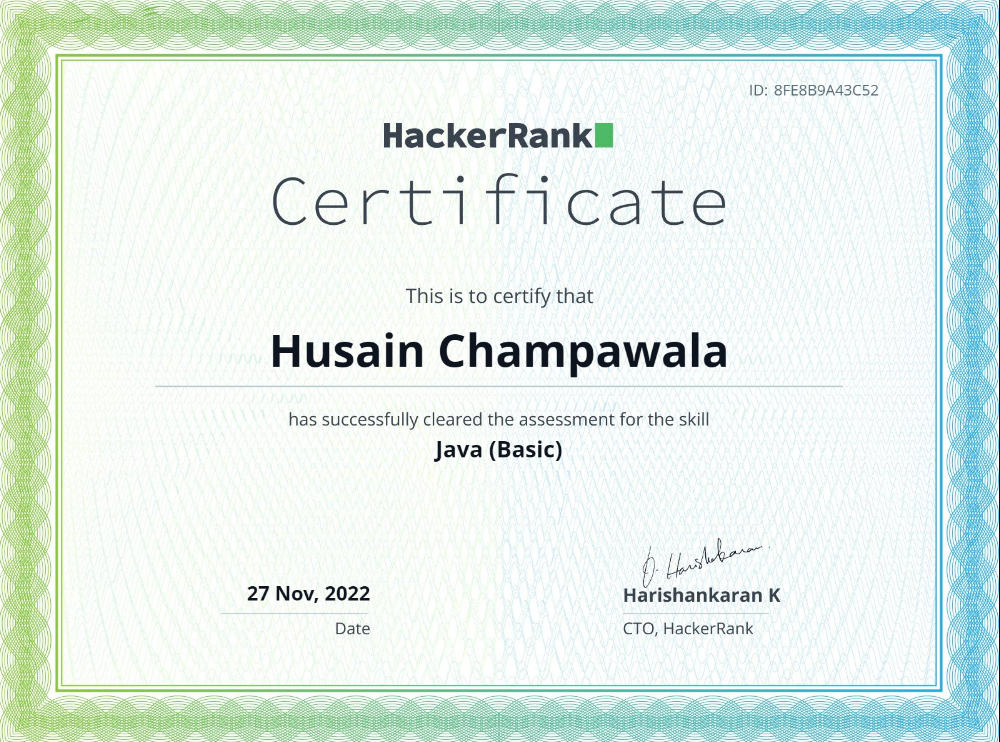 ID: 8FE8B9A43C52
HackerRank
Certificate
This is to certify that
Husain Champawala
has successfully cleared the assessment for the skill
Java (Basic)
27 Nov, 2022
Date
Harishankaran K
CTO, HackerRank